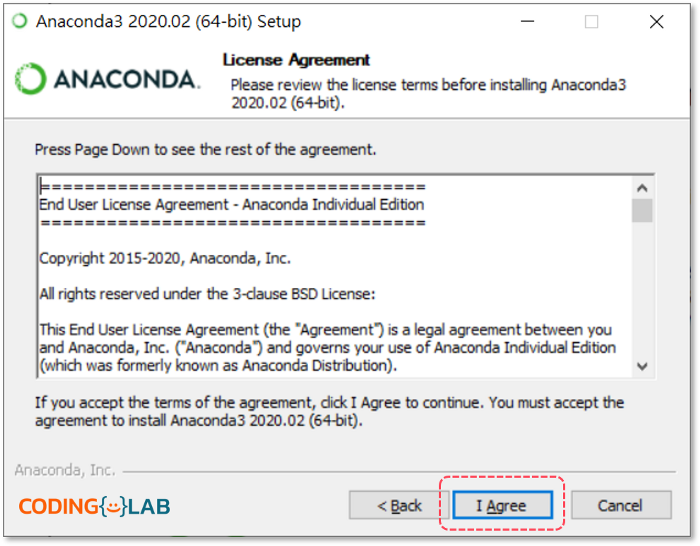 Anaconda3 2020.02 (64-bit) Setup
ANACONDA.
License Agreement
Please review the license terms before installing Anaconda3
2020.02 (64-bit).
Press Page Down to see the rest of the agreement.
===================================
End User License Agreement - Anaconda Individual Edition
===================================
Copyright 2015-2020, Anaconda, Inc.
All rights reserved under the 3-clause BSD License:
This End User License Agreement (the "Agreement") is a legal agreement between you
and Anaconda, Inc. ("Anaconda") and governs your use of Anaconda Individual Edition
(which was formerly known as Anaconda Distribution).
If you accept the terms of the agreement, click I Agree to continue. You must accept the
agreement to install Anaconda3 2020.02 (64-bit).
Anaconda, Inc.
CODING{}LAB
< Back
I Agree
Cancel